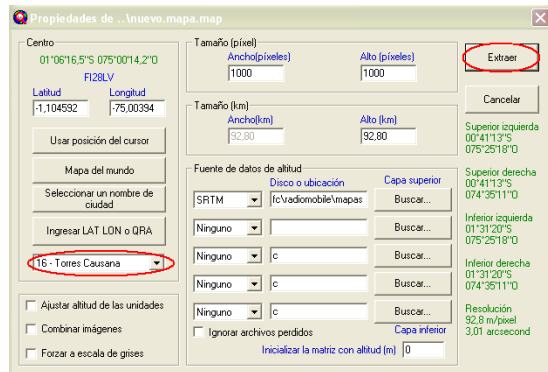 Propiedades de ..\nuevo.mapa.map
Centro
01°06'16,5"S 075°00'14,2"O
FI28LV
Latitud Longitud
-1,104592 -75,00394
Usar posición del cursor
Mapa del mundo
Seleccionar un nombre de ciudad
Ingresar LAT LON o QRA
16 - Torres Causana
Ajustar altitud de las unidades
Combinar imágenes
Forzar a escala de grises
Tamaño (píxel)
Ancho(píxeles) Alto (píxeles)
1000 1000
Tamaño (km)
Ancho(km) Alto (km)
92,80 92,80
Fuente de datos de altitud
Disco o ubicación Capa superior
SRTM fc\radiomobile\mapas Buscar...
Ninguno Buscar...
Ninguno c Buscar...
Ninguno c Buscar...
Ninguno c Buscar...
Ignorar archivos perdidos Capa inferior
Inicializar la matriz con altitud (m) 0
Extraer
Cancelar
Superior izquierda
00°41'13"S
075°25'18"O
Superior derecha
00°41'13"S
074°35'11"O
Inferior izquierda
01°31'20"S
075°25'18"O
Inferior derecha
01°31'20"S
074°35'11"O
Resolución
92,8 m/pixel
3,01 arcsecond